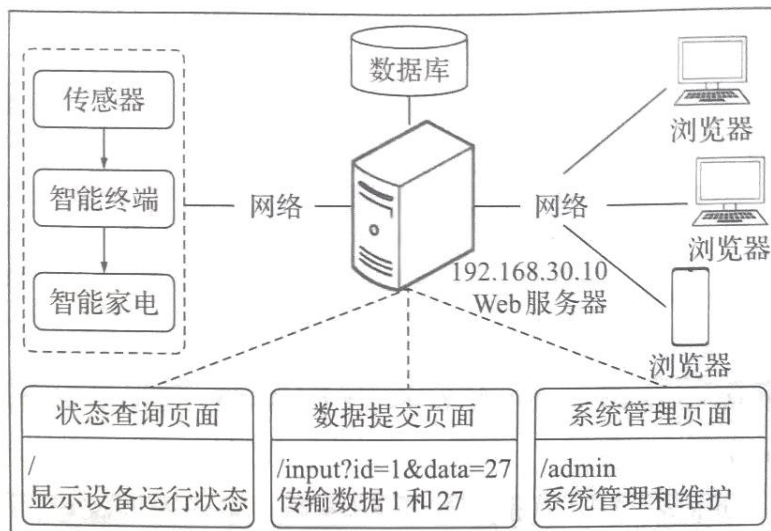 数据库
传感器
智能终端
智能家电
网络
网络
192.168.30.10
Web服务器
浏览器
浏览器
浏览器
状态查询页面
/
显示设备运行状态
数据提交页面
/input?id=1&data=27
传输数据1和27
系统管理页面
/admin
系统管理和维护